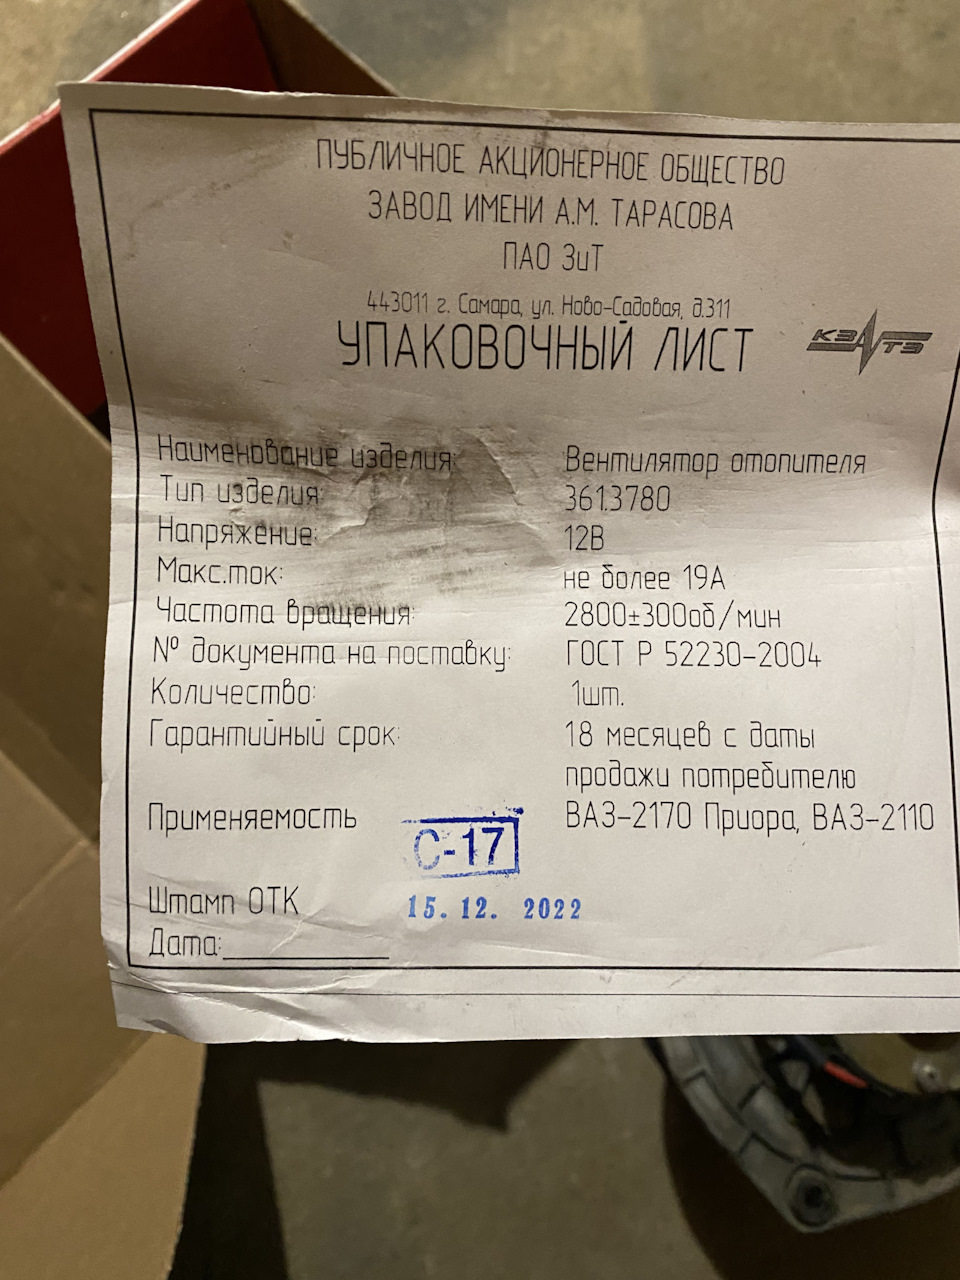 ПУБЛИЧНОЕ АКЦИОНЕРНОЕ ОБЩЕСТВО
ЗАВОД ИМЕНИ А.М. ТАРАСОВА
ПАО ЗиТ
443011 г. Самара, ул. Ново-Садовая, д.311
УПАКОВОЧНЫЙ ЛИСТ
КЗАТЭ
Наименование изделия: Вентилятор отопителя
Тип изделия: 361.3780
Напряжение: 12В
Макс.ток: не более 19А
Частота вращения: 2800±300об/мин
№ документа на поставку: ГОСТ Р 52230-2004
Количество: 1шт.
Гарантийный срок: 18 месяцев с даты
продажи потребителю
Применяемость ВАЗ-2170 Приора, ВАЗ-2110
С-17
Штамп ОТК 15. 12. 2022
Дата: